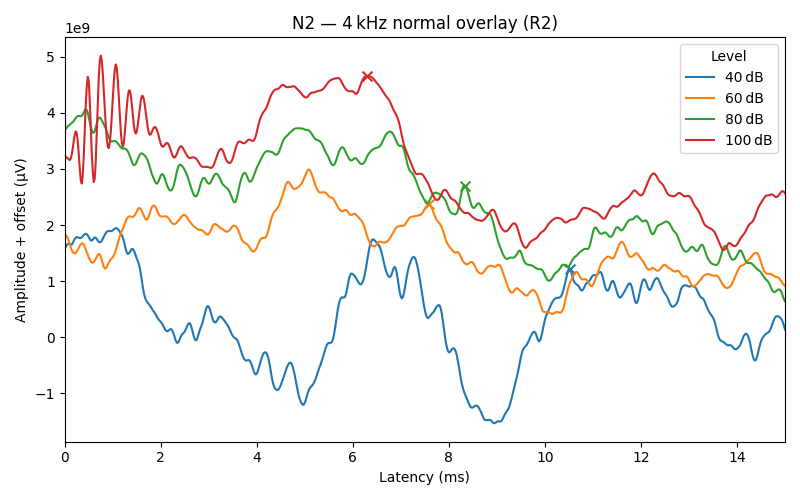 N2 — 4 kHz normal overlay (R2)
1e9
Amplitude + offset (µV)
5
4
3
2
1
0
−1
Level
40 dB
60 dB
80 dB
100 dB
0 2 4 6 8 10 12 14
Latency (ms)